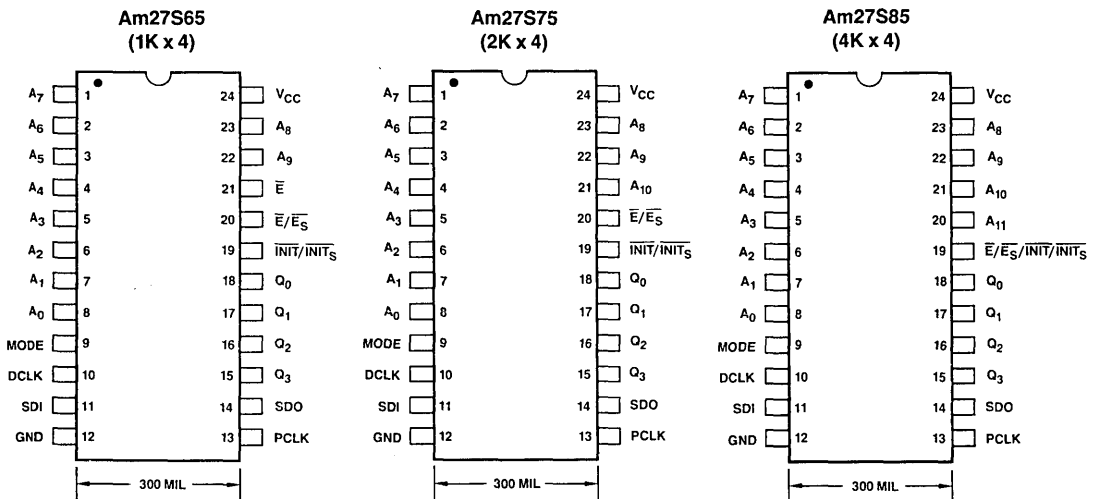 Am27S65
(1K x 4)
A7 1 24 VCC
A6 2 23 A8
A5 3 22 A9
A4 4 21 E̅
A3 5 20 E̅/E̅S̅
A2 6 19 I̅N̅I̅T̅/I̅N̅I̅T̅S
A1 7 18 Q0
A0 8 17 Q1
MODE 9 16 Q2
DCLK 10 15 Q3
SDI 11 14 SDO
GND 12 13 PCLK
300 MIL
Am27S75
(2K x 4)
A7 1 24 VCC
A6 2 23 A8
A5 3 22 A9
A4 4 21 A10
A3 5 20 E̅/E̅S̅
A2 6 19 I̅N̅I̅T̅/I̅N̅I̅T̅S
A1 7 18 Q0
A0 8 17 Q1
MODE 9 16 Q2
DCLK 10 15 Q3
SDI 11 14 SDO
GND 12 13 PCLK
300 MIL
Am27S85
(4K x 4)
A7 1 24 VCC
A6 2 23 A8
A5 3 22 A9
A4 4 21 A10
A3 5 20 A11
A2 6 19 E̅/E̅S̅/I̅N̅I̅T̅/I̅N̅I̅T̅S
A1 7 18 Q0
A0 8 17 Q1
MODE 9 16 Q2
DCLK 10 15 Q3
SDI 11 14 SDO
GND 12 13 PCLK
300 MIL